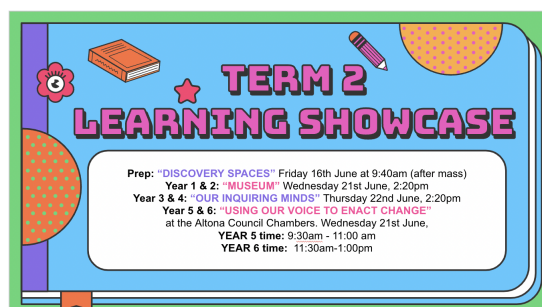 TERM 2
LEARNING SHOWCASE
Prep: “DISCOVERY SPACES” Friday 16th June at 9:40am (after mass)
Year 1 & 2: “MUSEUM” Wednesday 21st June, 2:20pm
Year 3 & 4: “OUR INQUIRING MINDS” Thursday 22nd June, 2:20pm
Year 5 & 6: “USING OUR VOICE TO ENACT CHANGE”
at the Altona Council Chambers. Wednesday 21st June,
YEAR 5 time: 9:30am - 11:00 am
YEAR 6 time: 11:30am-1:00pm